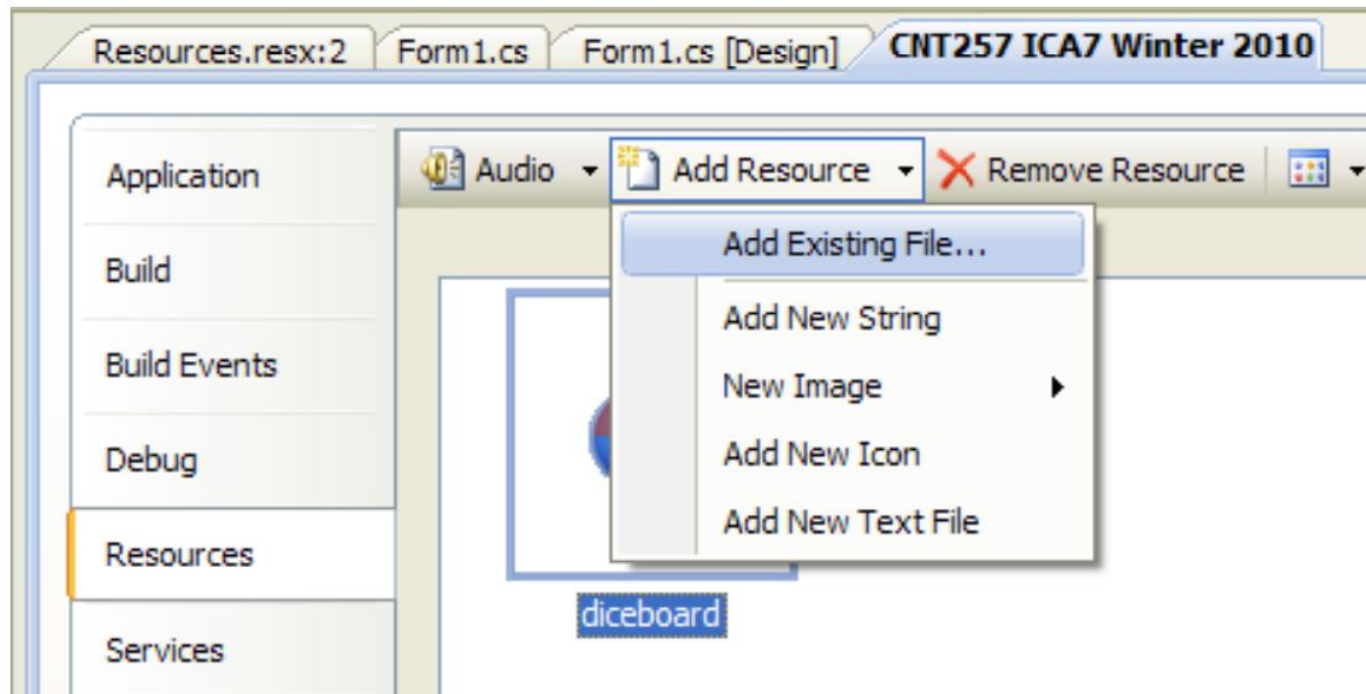 Resources.resx:2 Form1.cs Form1.cs [Design] CNT257 ICA7 Winter 2010
Application
Build
Build Events
Debug
Resources
Services
Audio Add Resource Remove Resource
Add Existing File...
Add New String
New Image
Add New Icon
Add New Text File
diceboard